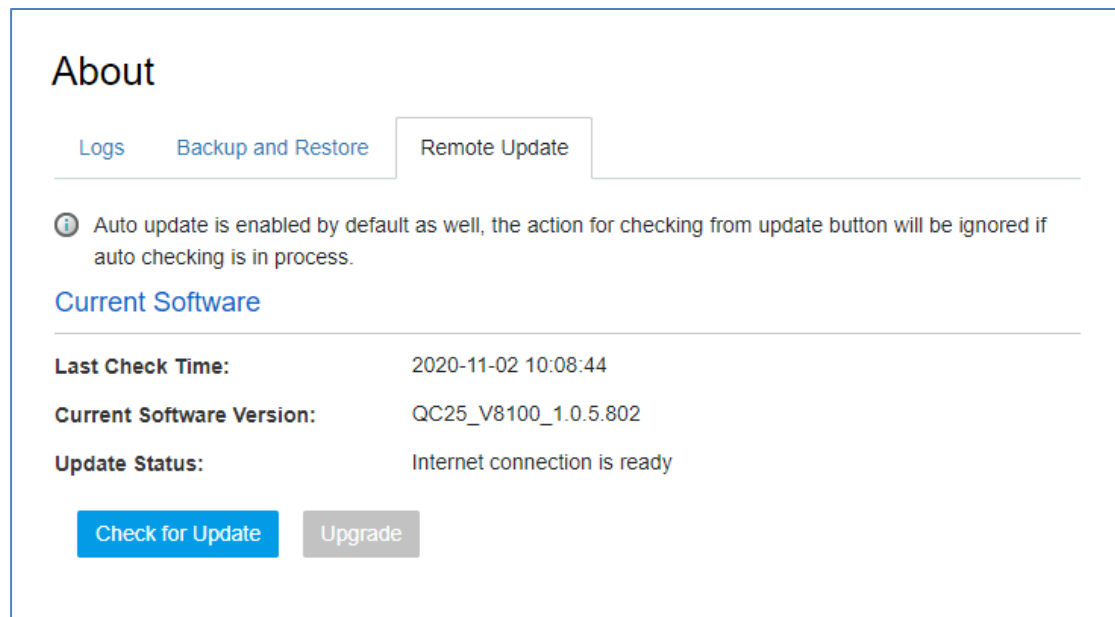 About
Logs Backup and Restore Remote Update
Auto update is enabled by default as well, the action for checking from update button will be ignored if
auto checking is in process.
Current Software
Last Check Time: 2020-11-02 10:08:44
Current Software Version: QC25_V8100_1.0.5.802
Update Status: Internet connection is ready
Check for Update Upgrade